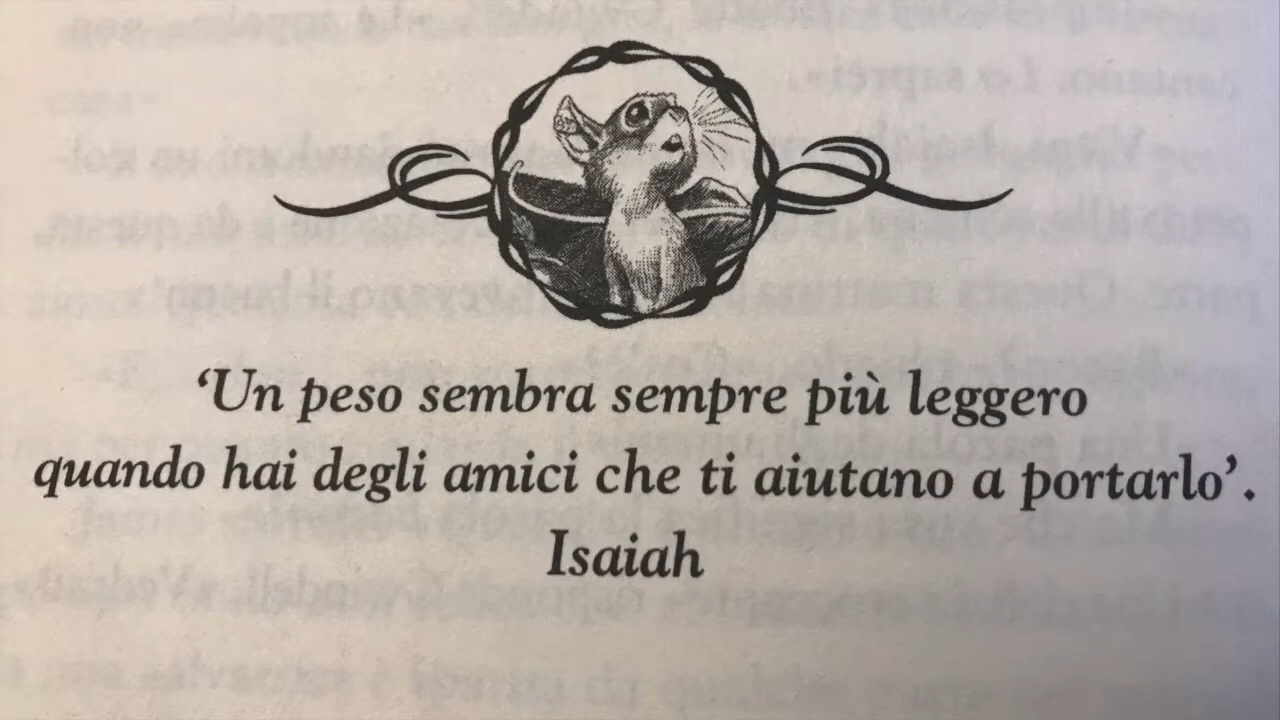 ‘Un peso sembra sempre più leggero
quando hai degli amici che ti aiutano a portarlo’.
Isaiah